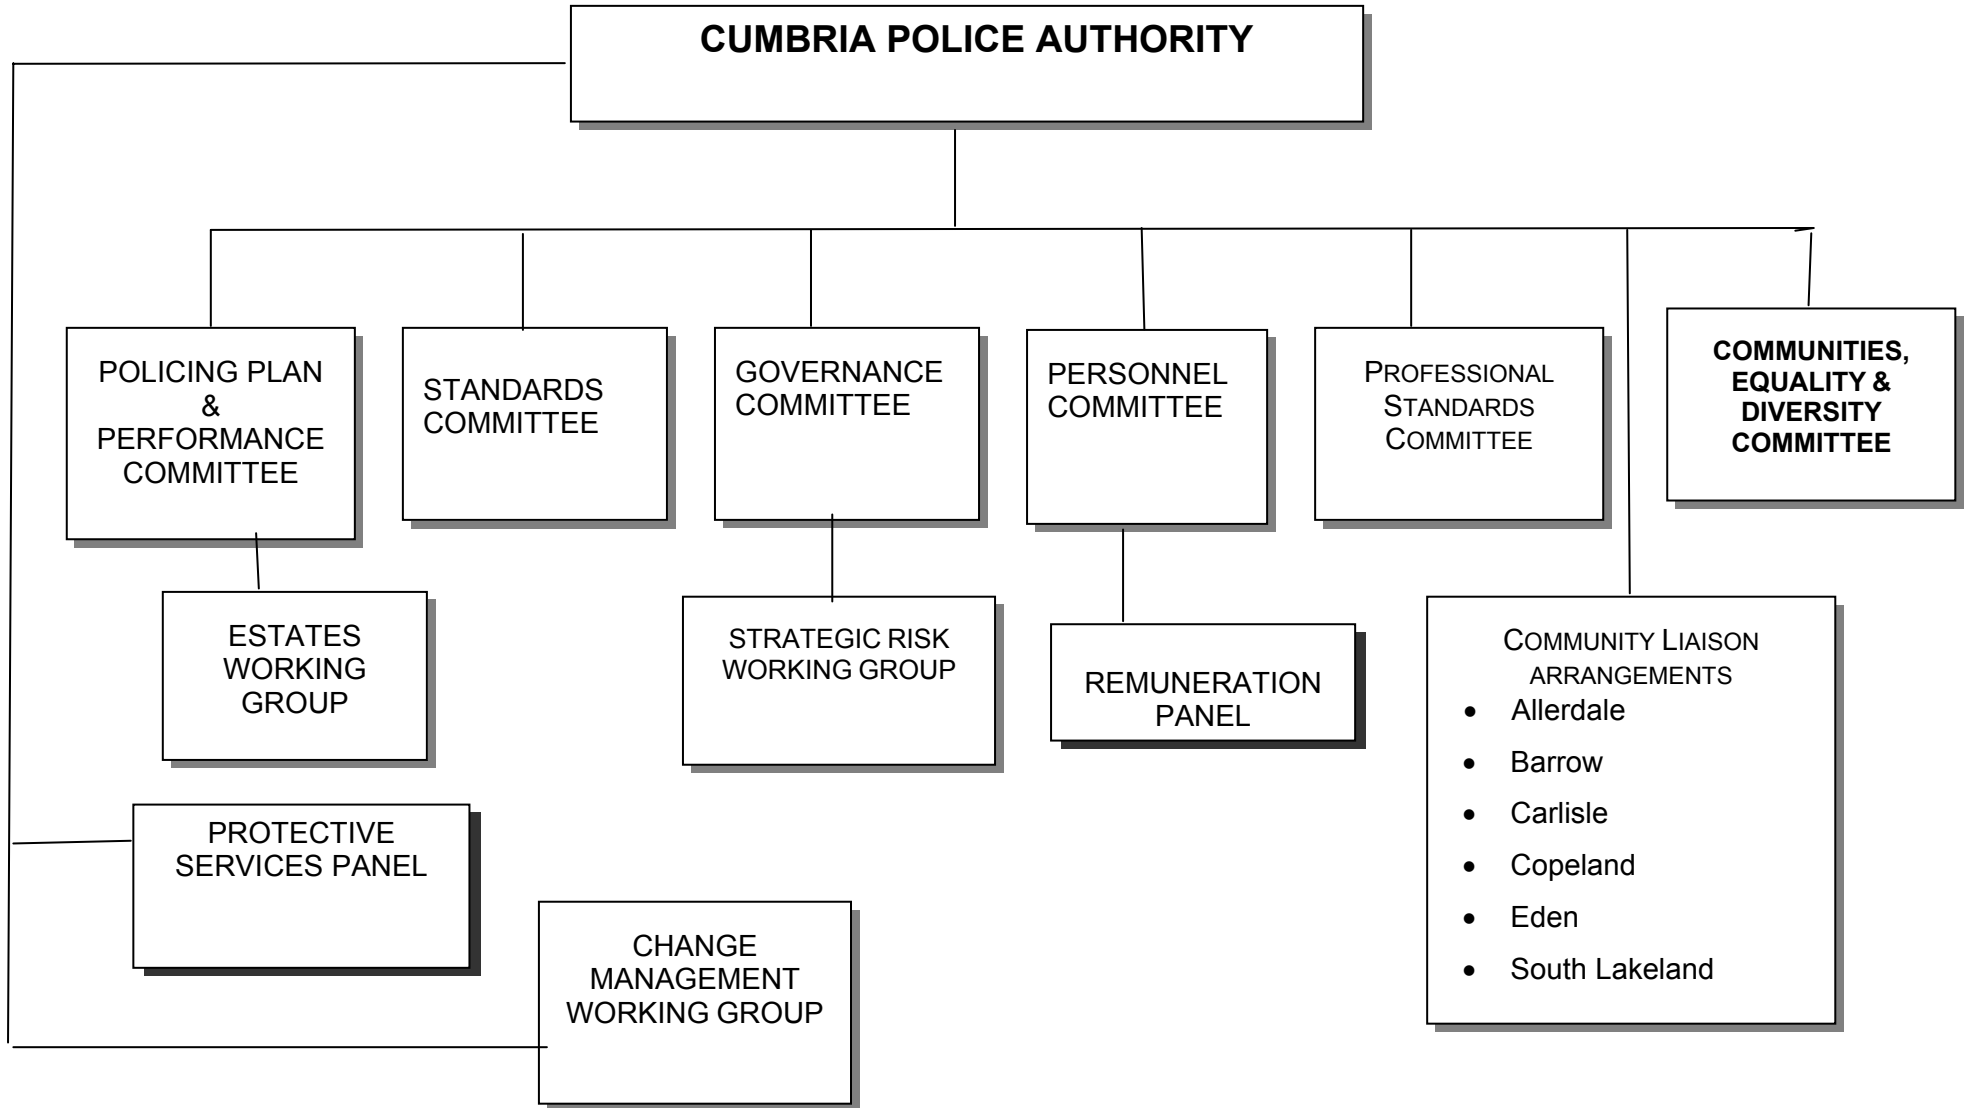 CUMBRIA POLICE AUTHORITY
POLICING PLAN
&
PERFORMANCE
COMMITTEE
STANDARDS
COMMITTEE
GOVERNANCE
COMMITTEE
PERSONNEL
COMMITTEE
PROFESSIONAL
STANDARDS
COMMITTEE
COMMUNITIES,
EQUALITY &
DIVERSITY
COMMITTEE
ESTATES
WORKING
GROUP
STRATEGIC RISK
WORKING GROUP
REMUNERATION
PANEL
COMMUNITY LIAISON
ARRANGEMENTS
• Allerdale
• Barrow
• Carlisle
• Copeland
• Eden
• South Lakeland
PROTECTIVE
SERVICES PANEL
CHANGE
MANAGEMENT
WORKING GROUP